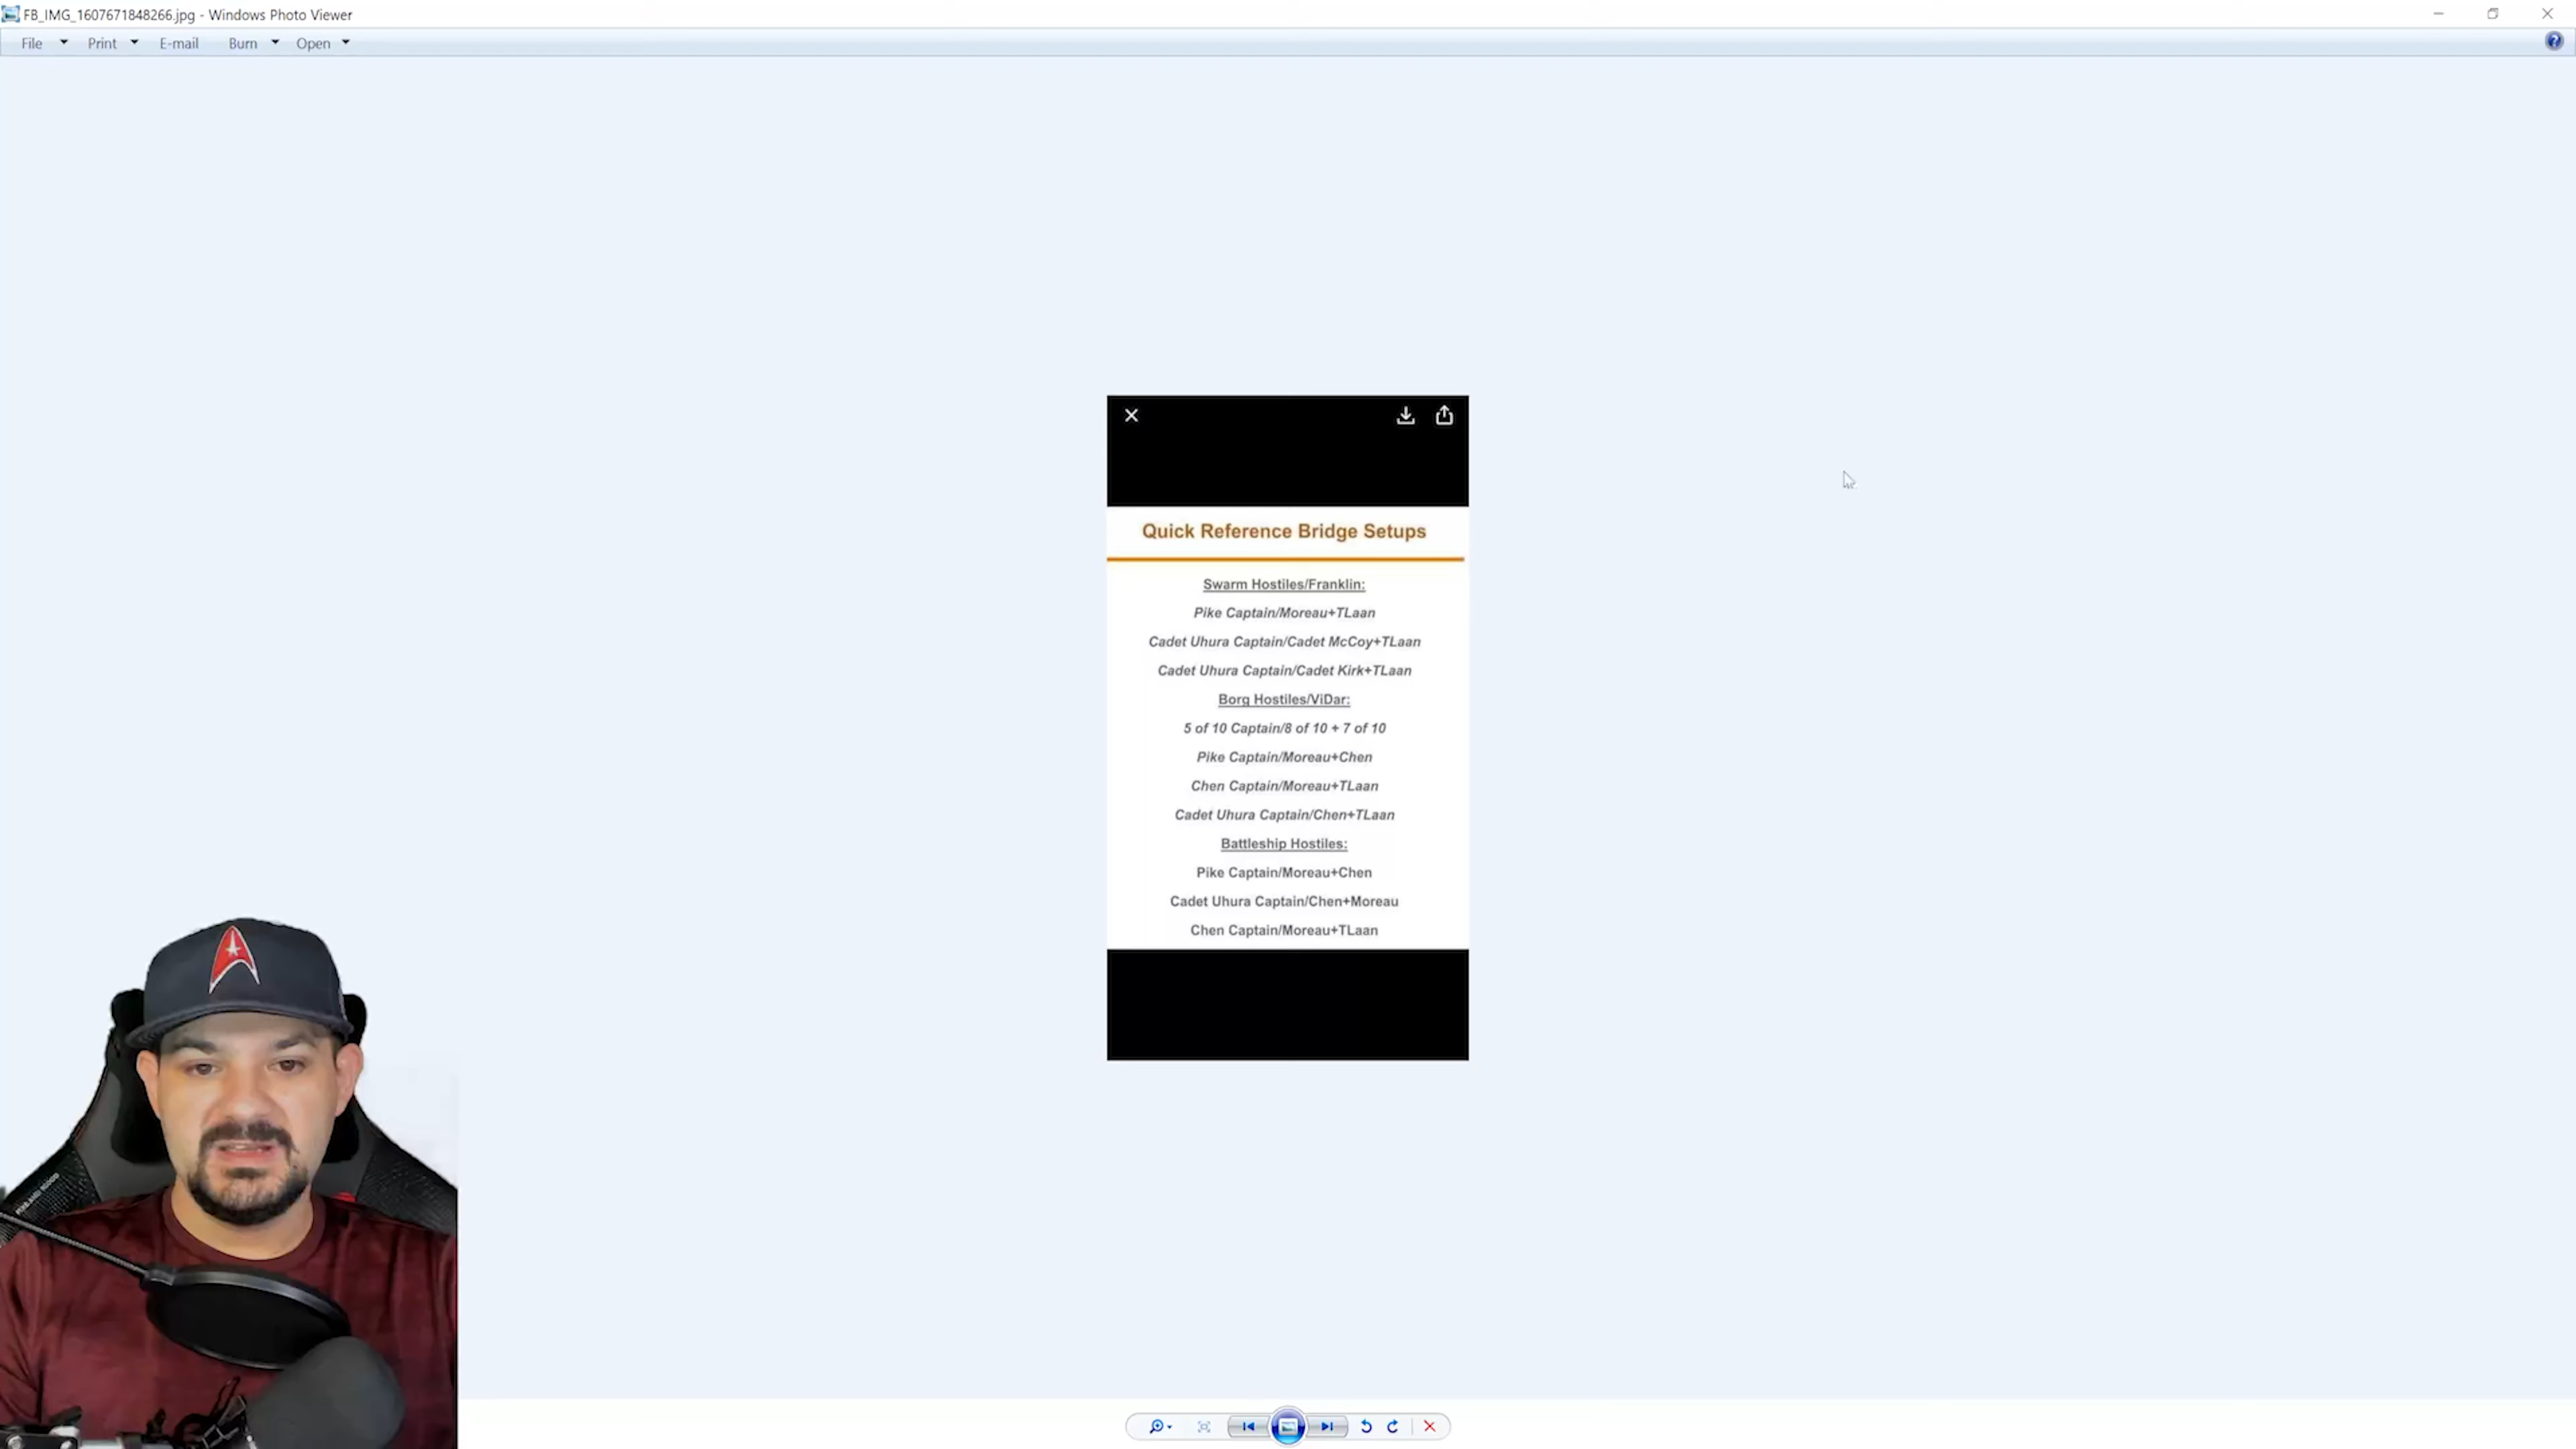 FB_IMG_1607671848266.jpg - Windows Photo Viewer
File Print E-mail Burn Open
Quick Reference Bridge Setups
Swarm Hostiles/Franklin:
Pike Captain/Moreau+TLaan
Cadet Uhura Captain/Cadet McCoy+TLaan
Cadet Uhura Captain/Cadet Kirk+TLaan
Borg Hostiles/ViDar:
5 of 10 Captain/8 of 10 + 7 of 10
Pike Captain/Moreau+Chen
Chen Captain/Moreau+TLaan
Cadet Uhura Captain/Chen+TLaan
Battleship Hostiles:
Pike Captain/Moreau+Chen
Cadet Uhura Captain/Chen+Moreau
Chen Captain/Moreau+TLaan